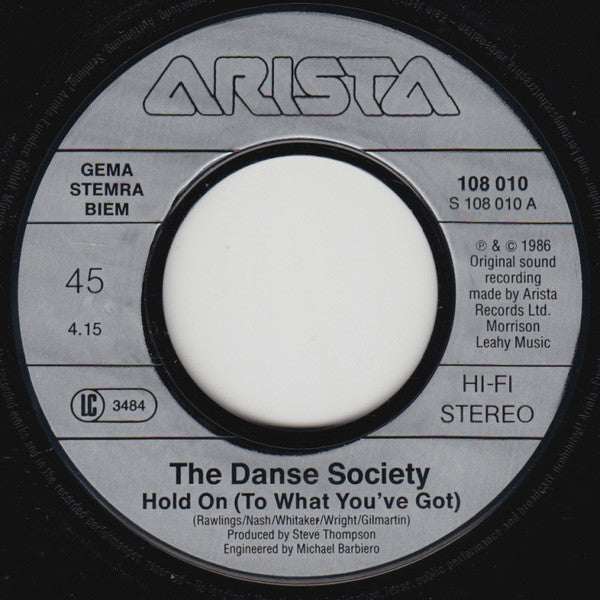 ARISTA
GEMA
STEMRA
BIEM
45
4.15
LC 3484
108 010
S 108 010 A
℗ & © 1986
Original sound
recording
made by Arista
Records Ltd.
Morrison
Leahy Music
HI-FI
STEREO
The Danse Society
Hold On (To What You've Got)
(Rawlings/Nash/Whitaker/Wright/Gilmartin)
Produced by Steve Thompson
Engineered by Michael Barbiero